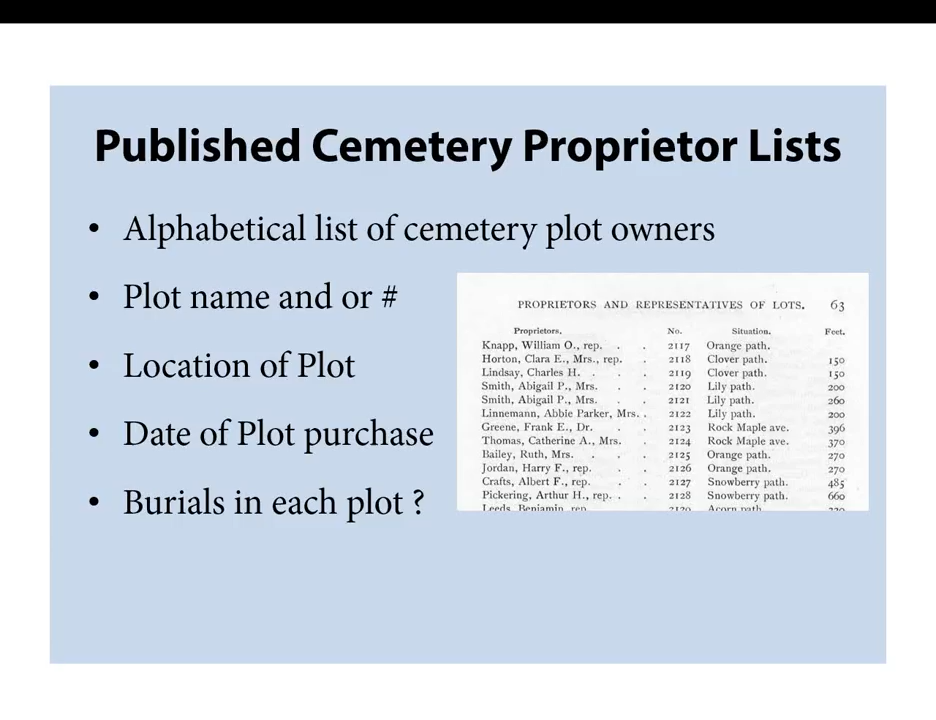 Published Cemetery Proprietor Lists
• Alphabetical list of cemetery plot owners
• Plot name and or #
• Location of Plot
• Date of Plot purchase
• Burials in each plot ?
PROPRIETORS AND REPRESENTATIVES OF LOTS. 63
Proprietors. No. Situation. Feet.
Knapp, William O., rep. . . 2117 Orange path.
Horton, Clara E., Mrs., rep. . 2118 Clover path. 150
Lindsay, Charles H. . . . 2119 Clover path. 150
Smith, Abigail P., Mrs. . . 2120 Lily path. 200
Smith, Abigail P., Mrs. . . 2121 Lily path. 260
Linnemann, Abbie Parker, Mrs. . 2122 Lily path. 200
Greene, Frank E., Dr. . . 2123 Rock Maple ave. 396
Thomas, Catherine A., Mrs. . 2124 Rock Maple ave. 370
Bailey, Ruth, Mrs. . . . 2125 Orange path. 270
Jordan, Harry F., rep. . . 2126 Orange path. 270
Crafts, Albert F., rep. . . 2127 Snowberry path. 485
Pickering, Arthur H., rep. . . 2128 Snowberry path. 660
Leeds, Benjamin, rep. 2129 Acorn path.